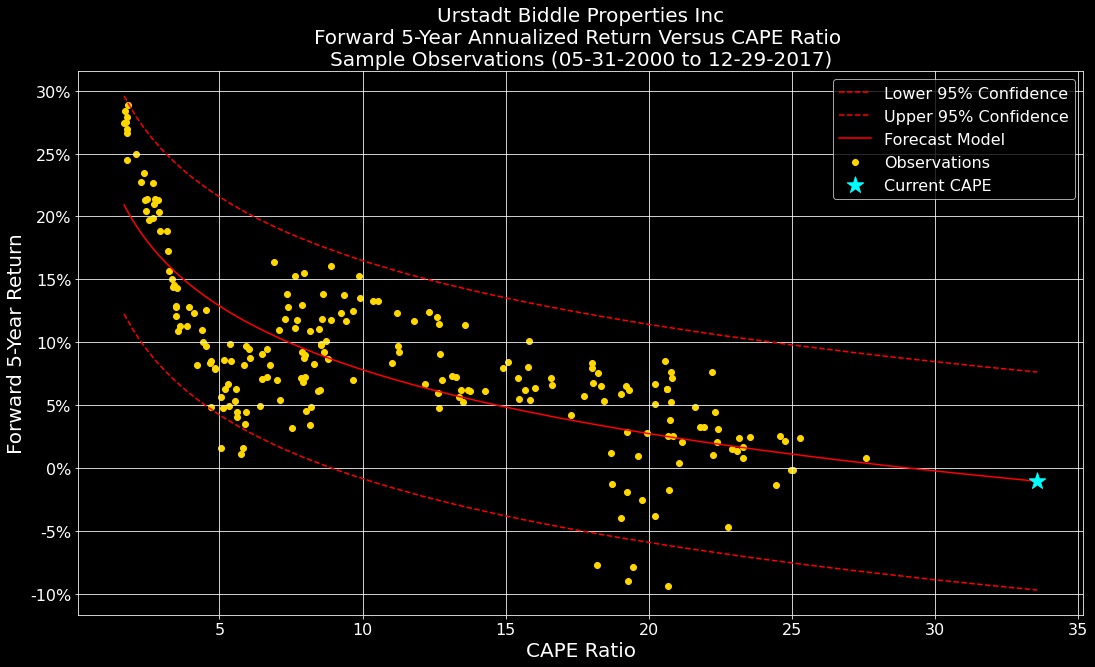 Urstadt Biddle Properties Inc
Forward 5-Year Annualized Return Versus CAPE Ratio
Sample Observations (05-31-2000 to 12-29-2017)
Lower 95% Confidence
Upper 95% Confidence
Forecast Model
Observations
Current CAPE
Forward 5-Year Return
30%
25%
20%
15%
10%
5%
0%
-5%
-10%
5 10 15 20 25 30 35
CAPE Ratio